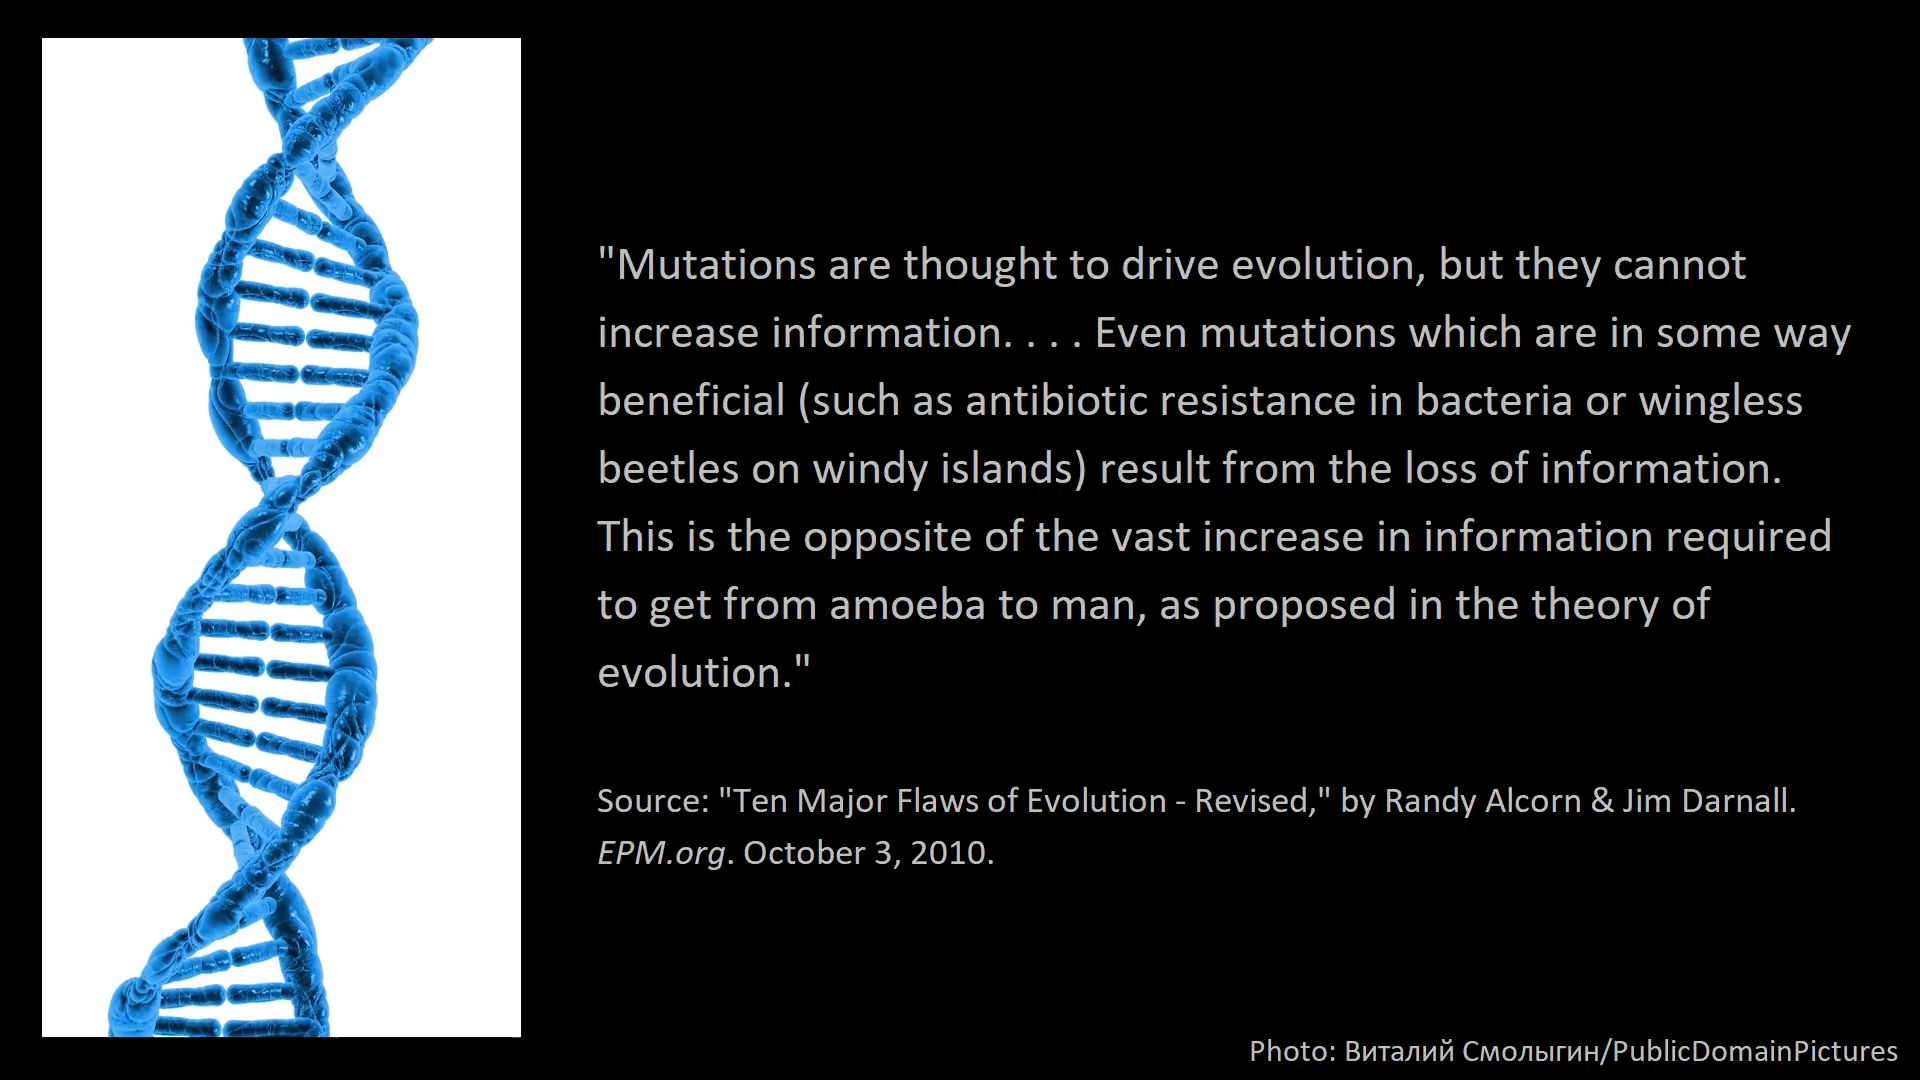 "Mutations are thought to drive evolution, but they cannot
increase information. . . . Even mutations which are in some way
beneficial (such as antibiotic resistance in bacteria or wingless
beetles on windy islands) result from the loss of information.
This is the opposite of the vast increase in information required
to get from amoeba to man, as proposed in the theory of
evolution."
Source: "Ten Major Flaws of Evolution - Revised," by Randy Alcorn & Jim Darnall.
EPM.org. October 3, 2010.
Photo: Виталий Смолыгин/PublicDomainPictures